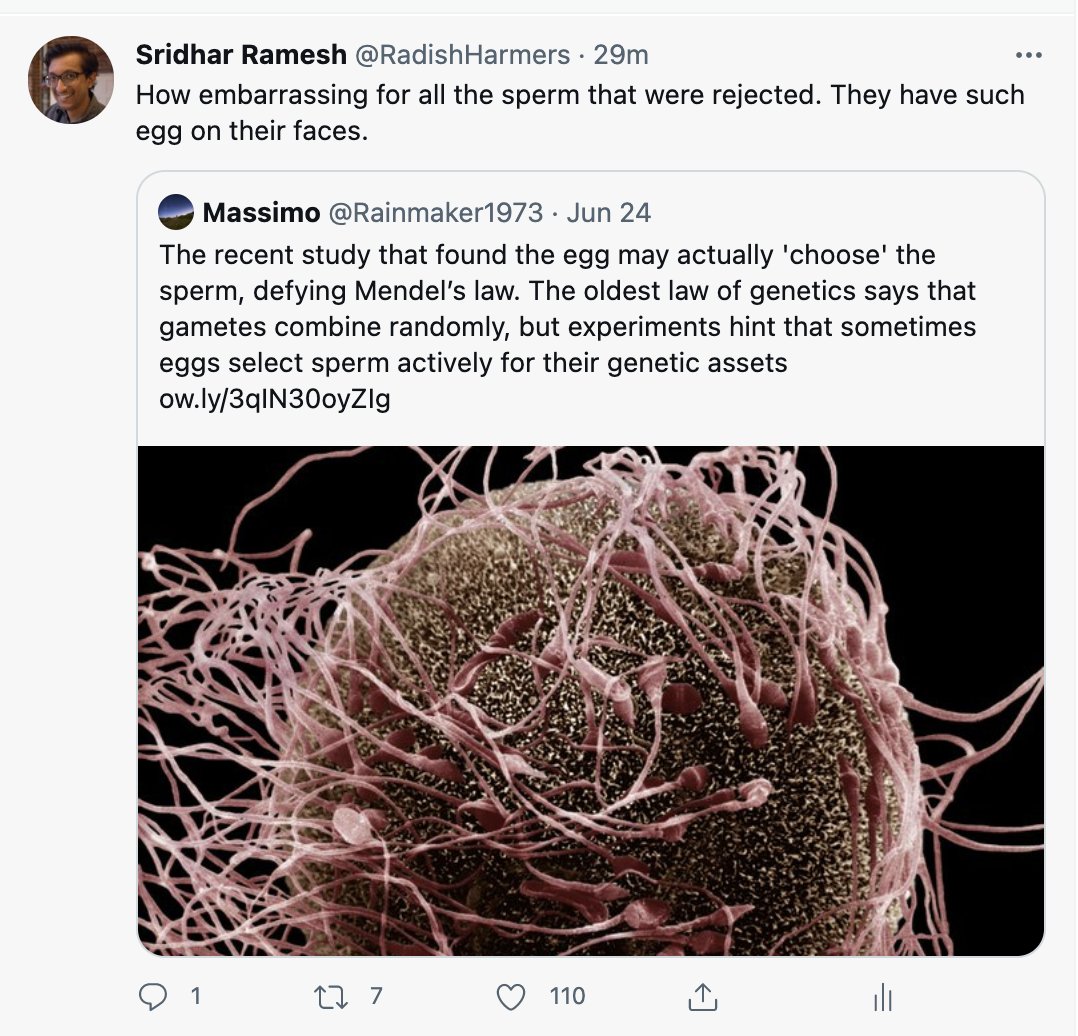 Sridhar Ramesh @RadishHarmers · 29m
How embarrassing for all the sperm that were rejected. They have such
egg on their faces.
Massimo @Rainmaker1973 · Jun 24
The recent study that found the egg may actually 'choose' the
sperm, defying Mendel’s law. The oldest law of genetics says that
gametes combine randomly, but experiments hint that sometimes
eggs select sperm actively for their genetic assets
ow.ly/3qIN30oyZIg
1 7 110